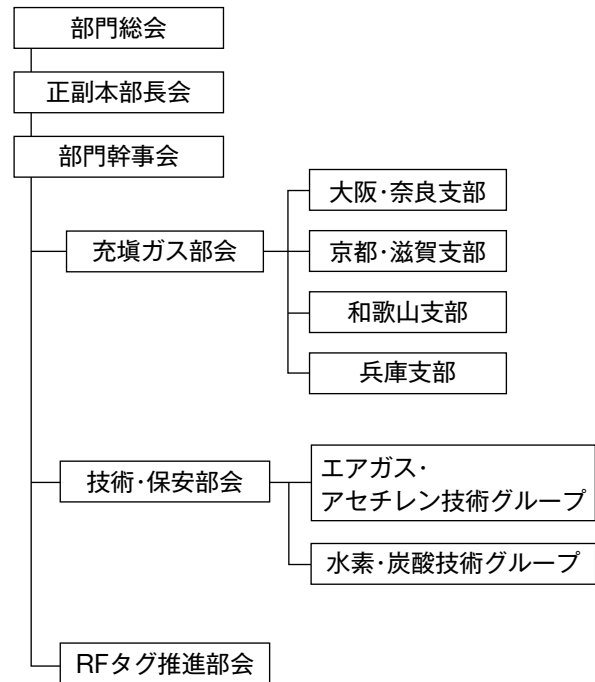 部門総会
正副本部長会
部門幹事会
充塡ガス部会
大阪・奈良支部
京都・滋賀支部
和歌山支部
兵庫支部
技術・保安部会
エアガス・
アセチレン技術グループ
水素・炭酸技術グループ
RFタグ推進部会